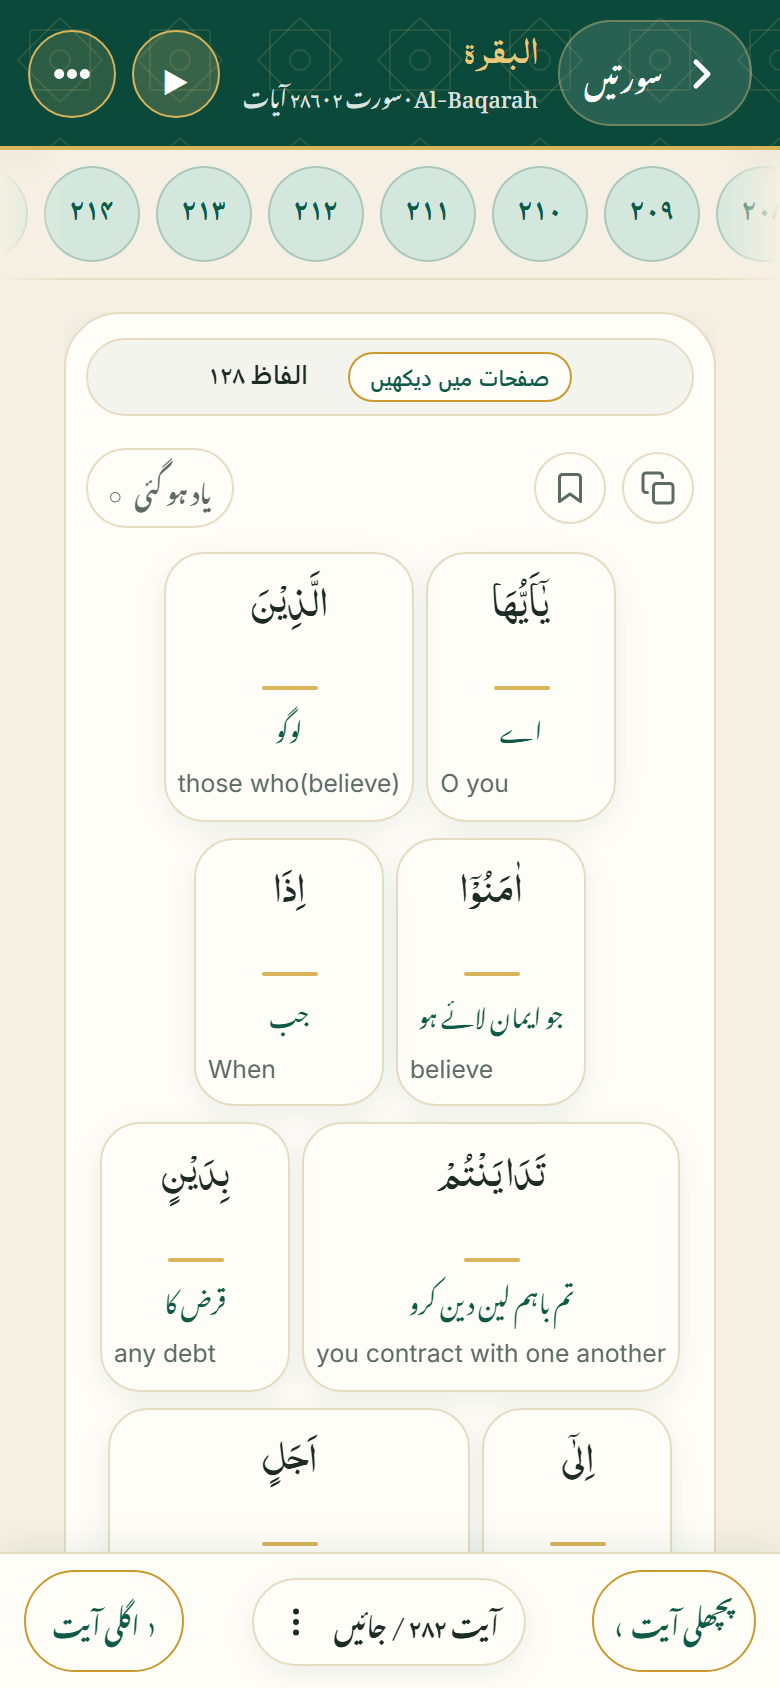 سورتیں
البقرة
Al-Baqarah · سورت ۲ ۲۸٦۰ آیات
۲۰۹ ۲۱۰ ۲۱۱ ۲۱۲ ۲۱۳ ۲۱۴
صفحات میں دیکھیں
۱۲۸ الفاظ
یاد ہو گئی ○
یٰۤاَیُّهَا الَّذِیْنَ
اے لوگو
O you those who(believe)
اٰمَنُوْۤا اِذَا
جو ایمان لائے ہو جب
believe When
تَدَایَنْتُمْ بِدَیْنٍ
تم باہم لین دین کرو قرض کا
you contract with one another any debt
اِلٰۤی اَجَلٍ
پچھلی آیت
آیت ۲۸۲ / جائیں
اگلی آیت